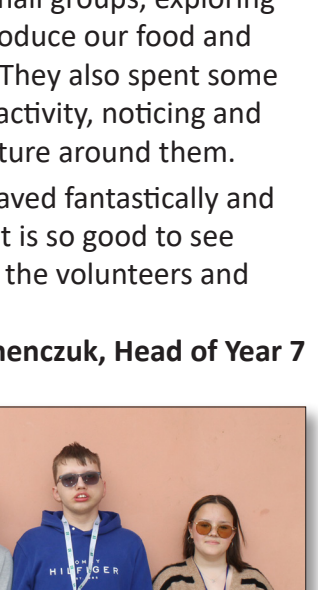 mall groups, exploring
oduce our food and
They also spent some
activity, noticing and
ture around them.
aved fantastically and
t is so good to see
the volunteers and
enczuk, Head of Year 7
HILFIGER